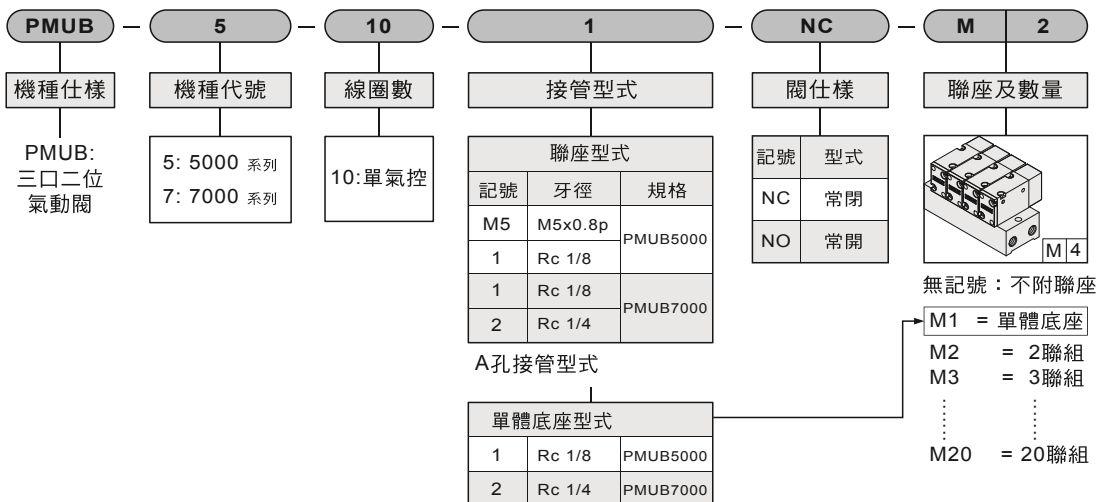 PMUB – 5 – 10 – 1 – NC – M 2
機種仕樣
機種代號
線圈數
接管型式
閥仕樣
聯座及數量
PMUB:
三口二位
氣動閥
5: 5000 系列
7: 7000 系列
10:單氣控
聯座型式
記號 牙徑 規格
M5 M5x0.8p PMUB5000
1 Rc 1/8
1 Rc 1/8 PMUB7000
2 Rc 1/4
A孔接管型式
單體底座型式
1 Rc 1/8 PMUB5000
2 Rc 1/4 PMUB7000
記號 型式
NC 常閉
NO 常開
M 4
無記號：不附聯座
M1 = 單體底座
M2 = 2聯組
M3 = 3聯組
M20 = 20聯組